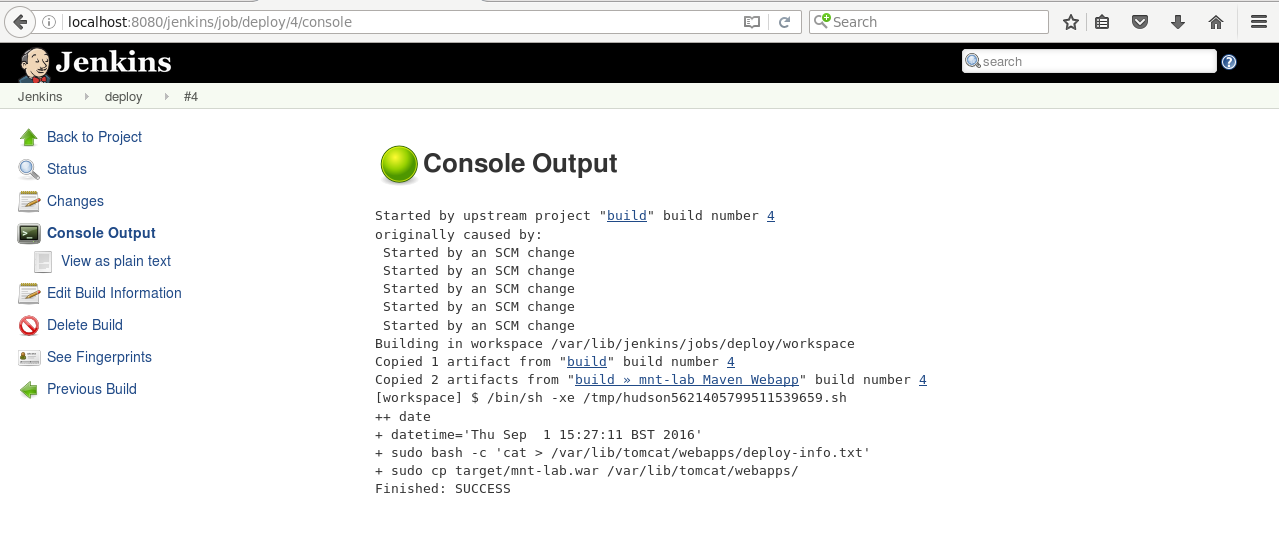 localhost:8080/jenkins/job/deploy/4/console
Search
Jenkins
search
Jenkins deploy #4
Back to Project
Status
Changes
Console Output
View as plain text
Edit Build Information
Delete Build
See Fingerprints
Previous Build
Console Output
Started by upstream project "build" build number 4
originally caused by:
Started by an SCM change
Started by an SCM change
Started by an SCM change
Started by an SCM change
Started by an SCM change
Building in workspace /var/lib/jenkins/jobs/deploy/workspace
Copied 1 artifact from "build" build number 4
Copied 2 artifacts from "build » mnt-lab Maven Webapp" build number 4
[workspace] $ /bin/sh -xe /tmp/hudson5621405799511539659.sh
++ date
+ datetime='Thu Sep  1 15:27:11 BST 2016'
+ sudo bash -c 'cat > /var/lib/tomcat/webapps/deploy-info.txt'
+ sudo cp target/mnt-lab.war /var/lib/tomcat/webapps/
Finished: SUCCESS